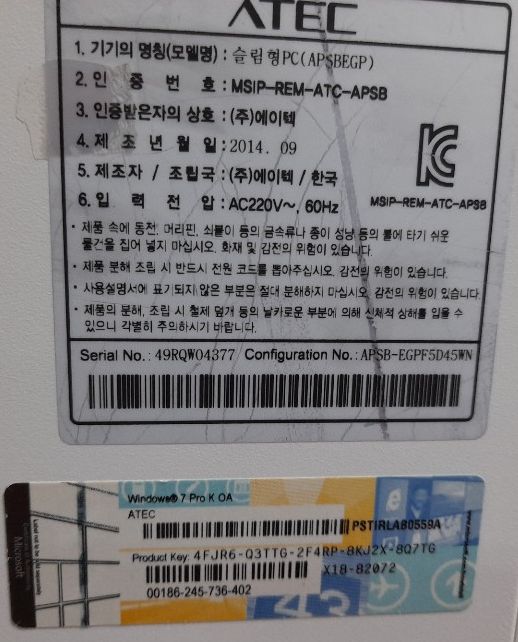 ATEC
1. 기기의 명칭(모델명) : 슬림형PC(APSBEGP)
2. 인 증 번 호 : MSIP-REM-ATC-APSB
3. 인증받은자의 상호 : (주)에이텍
4. 제 조 년 월 일 : 2014. 09
5. 제조자 / 조립국 : (주)에이텍 / 한국
6. 입 력 전 압 : AC220V~, 60Hz
MSIP-REM-ATC-APSB
· 제품 속에 동전, 머리핀, 쇠붙이 등의 금속류나 종이 성냥 등의 불에 타기 쉬운
물건을 집어 넣지 마십시오. 화재 및 감전의 위험이 있습니다.
· 제품 분해 조립 시 반드시 전원 코드를 뽑아주십시오. 감전의 위험이 있습니다.
· 사용설명서에 표기되지 않은 부분은 절대 분해하지 마십시오. 감전의 위험이 있습니다.
· 제품의 분해, 조립 시 철제 덮개 등의 날카로운 부분에 의해 신체적 상해를 입을 수
있으니 각별히 주의하시기 바랍니다.
Serial No. : 49RQW04377 Configuration No. : APSB-EGPF5D45WN
Windows® 7 Pro K OA
ATEC
PSTIRLAB0559A
Product Key: 4FJR6-Q3TTG-2F4RP-8KJ2X-8Q7TG
X18-82072
00186-245-736-402
Label not to be sold separately
Microsoft